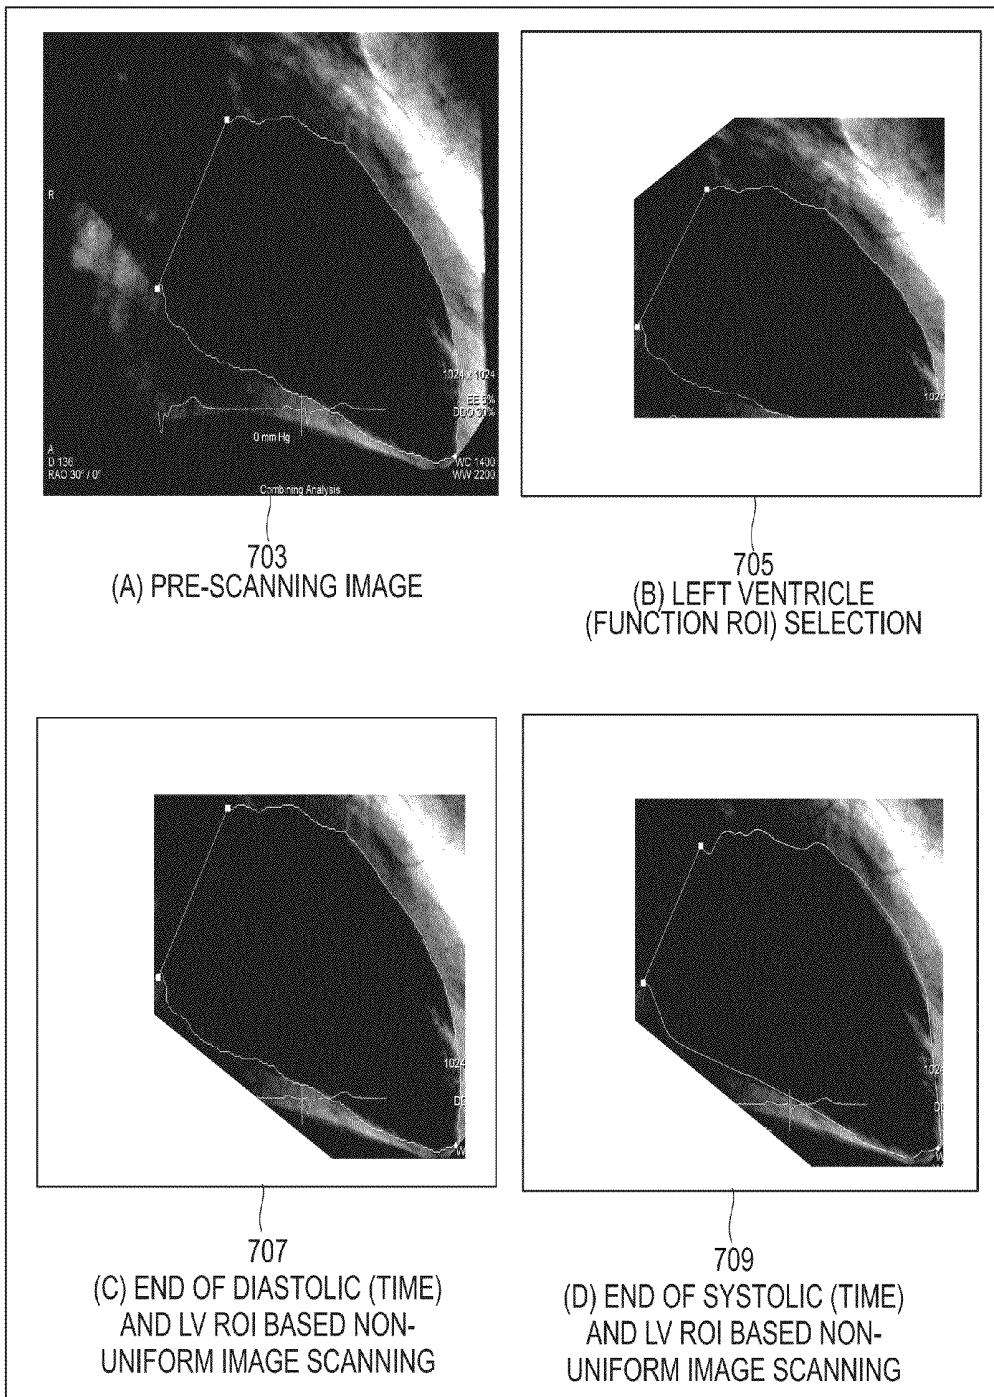 R
1024 x 1024
EE 3%
DDO 30%
0 mm Hg
A
D 136
RAO 30° / 0°
WC 1400
WW 2200
Combining Analysis
703
(A) PRE-SCANNING IMAGE
1024
705
(B) LEFT VENTRICLE
(FUNCTION ROI) SELECTION
1024
DD
W
707
(C) END OF DIASTOLIC (TIME)
AND LV ROI BASED NON-
UNIFORM IMAGE SCANNING
1024
DD
W
709
(D) END OF SYSTOLIC (TIME)
AND LV ROI BASED NON-
UNIFORM IMAGE SCANNING